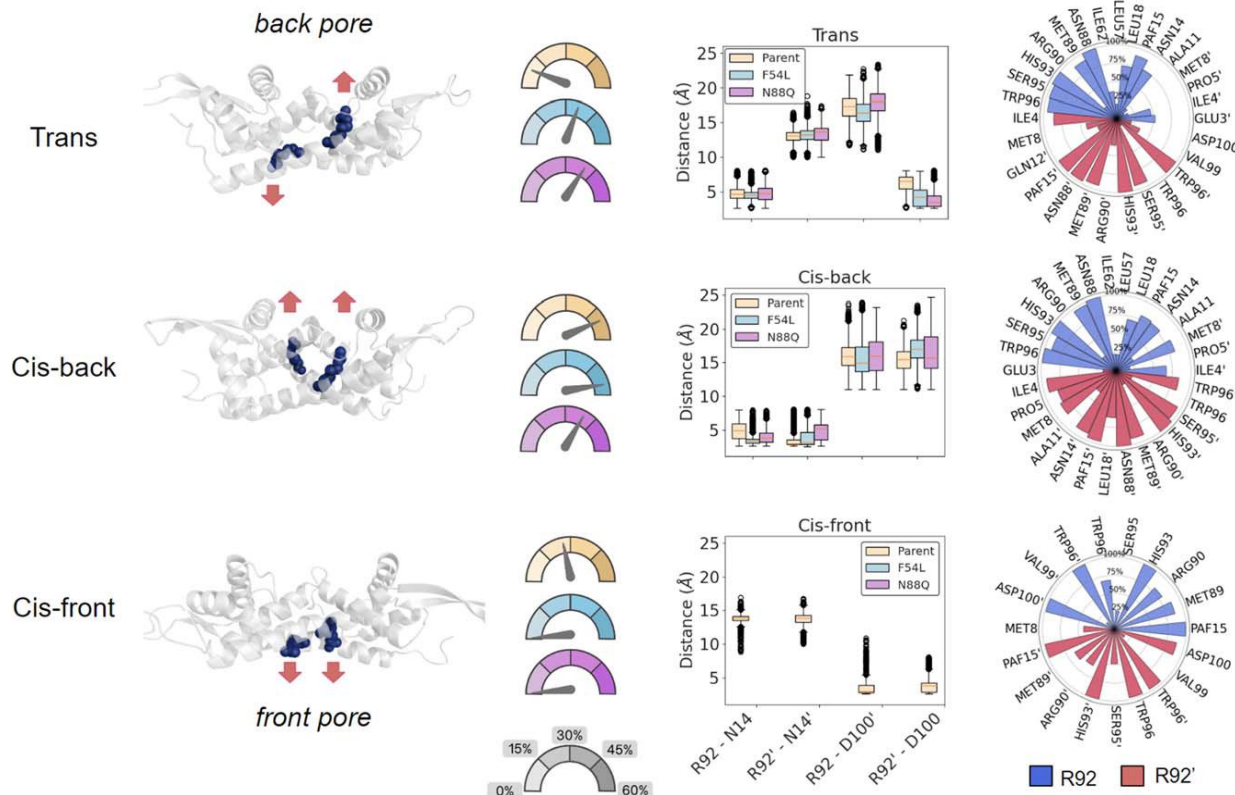 back pore
Trans
Cis-back
Cis-front
front pore
0%
15%
30%
45%
60%
Trans
Distance (Å)
25
20
15
10
5
Parent
F54L
N88Q
Cis-back
Distance (Å)
25
20
15
10
5
Parent
F54L
N88Q
Cis-front
Distance (Å)
25
20
15
10
5
Parent
F54L
N88Q
R92 - N14
R92' - N14'
R92 - D100'
R92' - D100
TRP96
SER95
HIS93
ARG90
MET89
ASN88
ILE62
LEU57
LEU18
PAF15
ASN14
ALA11
MET8'
PRO5'
ILE4'
GLU3'
ASP100
VAL99
TRP96'
TRP96
SER95'
HIS93'
ARG90'
MET89'
ASN88'
PAF15'
GLN12'
MET8
ILE4
100%
75%
50%
25%
GLU3
TRP96
SER95
HIS93
ARG90
MET89
ASN88
ILE62
LEU57
LEU18
PAF15
ASN14
ALA11
MET8'
PRO5'
ILE4'
TRP96
TRP96
SER95'
HIS93'
ARG90'
MET89'
ASN88'
LEU18'
PAF15'
ASN14'
ALA11'
MET8
PRO5
ILE4
100%
75%
50%
25%
ASP100'
VAL99'
TRP96'
TRP96
SER95
HIS93
ARG90
MET89
PAF15
ASP100
VAL99
TRP96'
TRP96
SER95'
HIS93'
ARG90'
MET89'
PAF15'
MET8
100%
75%
50%
25%
R92
R92'